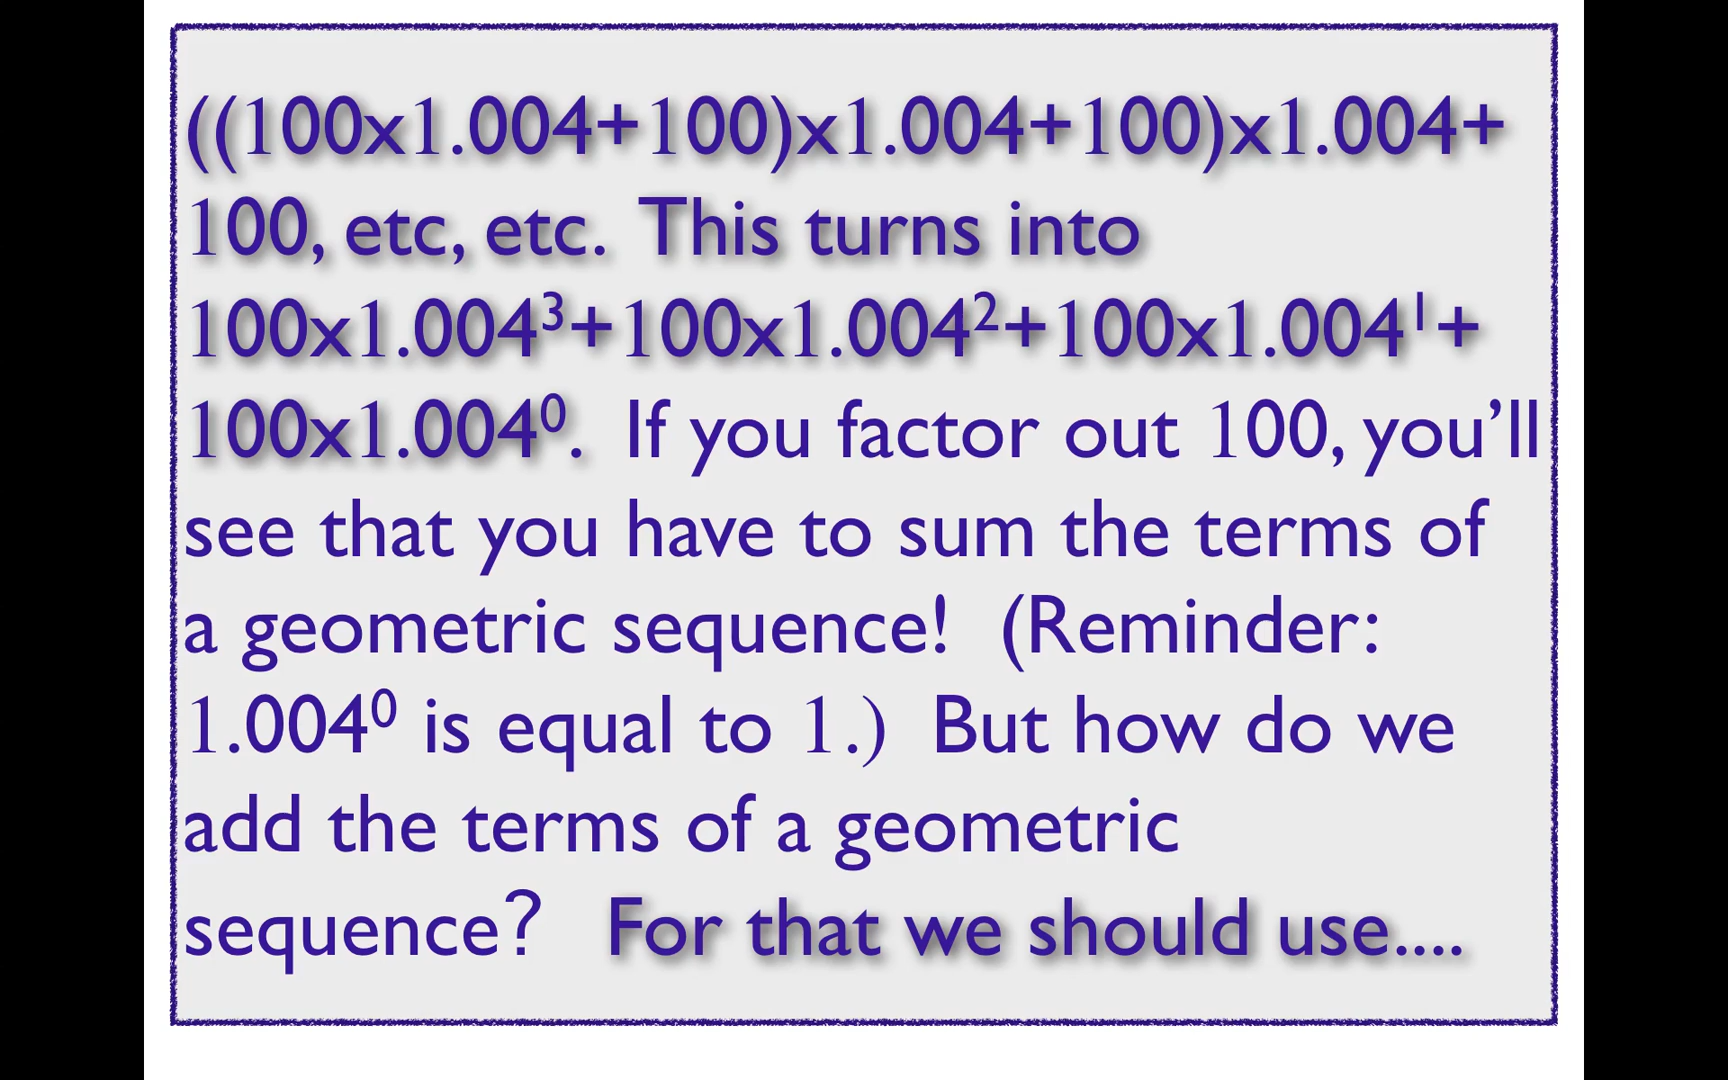 ((100x1.004+100)x1.004+100)x1.004+
100, etc, etc.  This turns into
100x1.004³+100x1.004²+100x1.004¹+
100x1.004⁰.  If you factor out 100, you’ll
see that you have to sum the terms of
a geometric sequence!  (Reminder:
1.004⁰ is equal to 1.)  But how do we
add the terms of a geometric
sequence?  For that we should use....